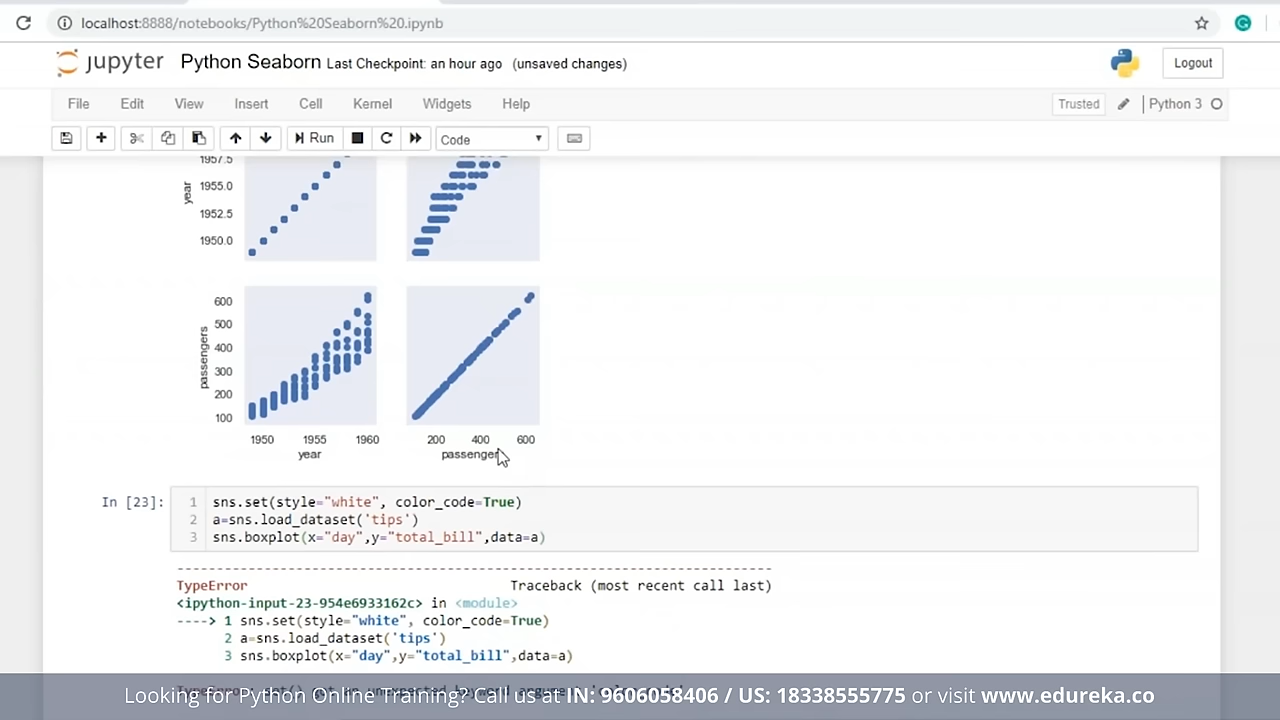 localhost:8888/notebooks/Python%20Seaborn%20.ipynb
jupyter Python Seaborn Last Checkpoint: an hour ago (unsaved changes) Logout
File Edit View Insert Cell Kernel Widgets Help Trusted Python 3
Run Code
1957.5
1955.0
1952.5
1950.0
year
600
500
400
300
200
100
passengers
1950 1955 1960 200 400 600
year passenger
In [23]: 1 sns.set(style="white", color_code=True)
2 a=sns.load_dataset('tips')
3 sns.boxplot(x="day",y="total_bill",data=a)
---------------------------------------------------------------------------
TypeError Traceback (most recent call last)
<ipython-input-23-954e6933162c> in <module>
----> 1 sns.set(style="white", color_code=True)
2 a=sns.load_dataset('tips')
3 sns.boxplot(x="day",y="total_bill",data=a)
Looking for Python Online Training? Call us at IN: 9606058406 / US: 18338555775 or visit www.edureka.co